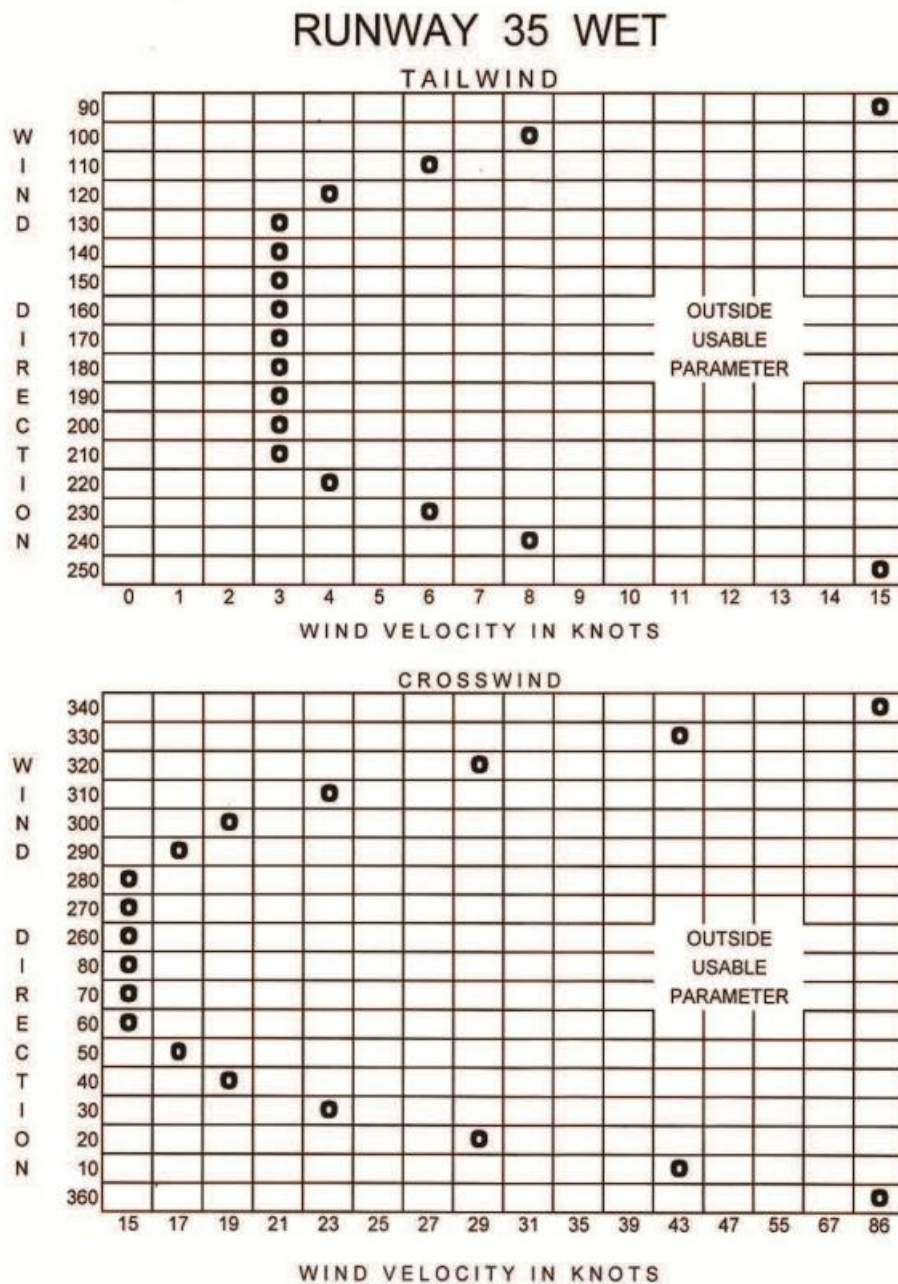 RUNWAY 35 WET
TAILWIND
WIND DIRECTION
90 O
100 O
110 O
120 O
130 O
140 O
150 O
160 O OUTSIDE
170 O USABLE
180 O PARAMETER
190 O
200 O
210 O
220 O
230 O
240 O
250 O
0 1 2 3 4 5 6 7 8 9 10 11 12 13 14 15
WIND VELOCITY IN KNOTS
CROSSWIND
WIND DIRECTION
340 O
330 O
320 O
310 O
300 O
290 O
280 O
270 O
260 O OUTSIDE
80 O USABLE
70 O PARAMETER
60 O
50 O
40 O
30 O
20 O
10 O
360 O
15 17 19 21 23 25 27 29 31 35 39 43 47 55 67 86
WIND VELOCITY IN KNOTS